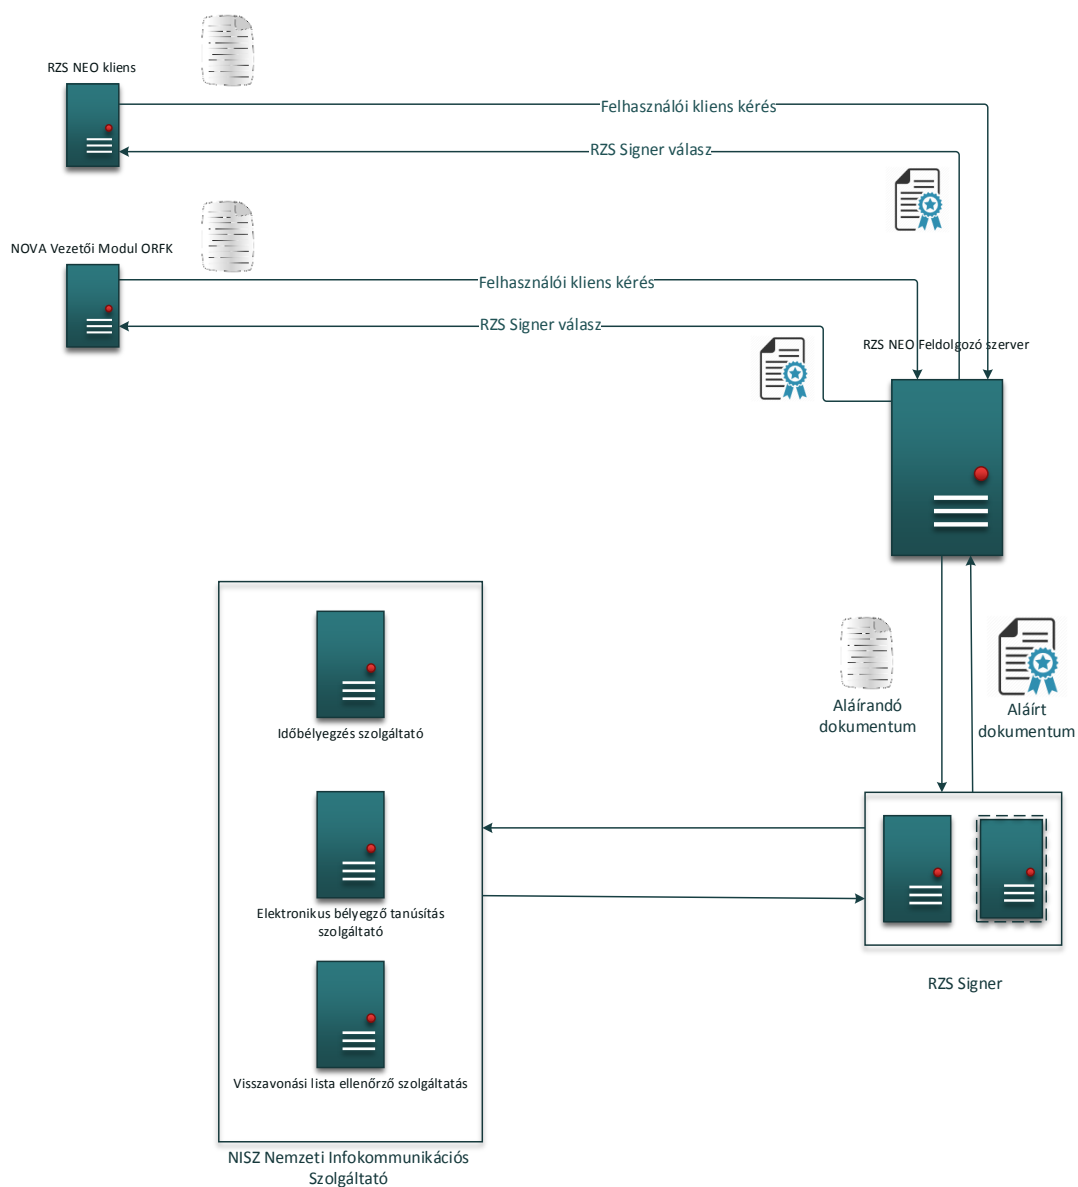 RZS NEO kliens
Felhasználói kliens kérés
RZS Signer válasz
NOVA Vezetői Modul ORFK
Felhasználói kliens kérés
RZS Signer válasz
RZS NEO Feldolgozó szerver
Aláírandó
dokumentum
Aláírt
dokumentum
Időbélyegzés szolgáltató
Elektronikus bélyegző tanúsítás
szolgáltató
Visszavonási lista ellenőrző szolgáltatás
RZS Signer
NISZ Nemzeti Infokommunikációs
Szolgáltató